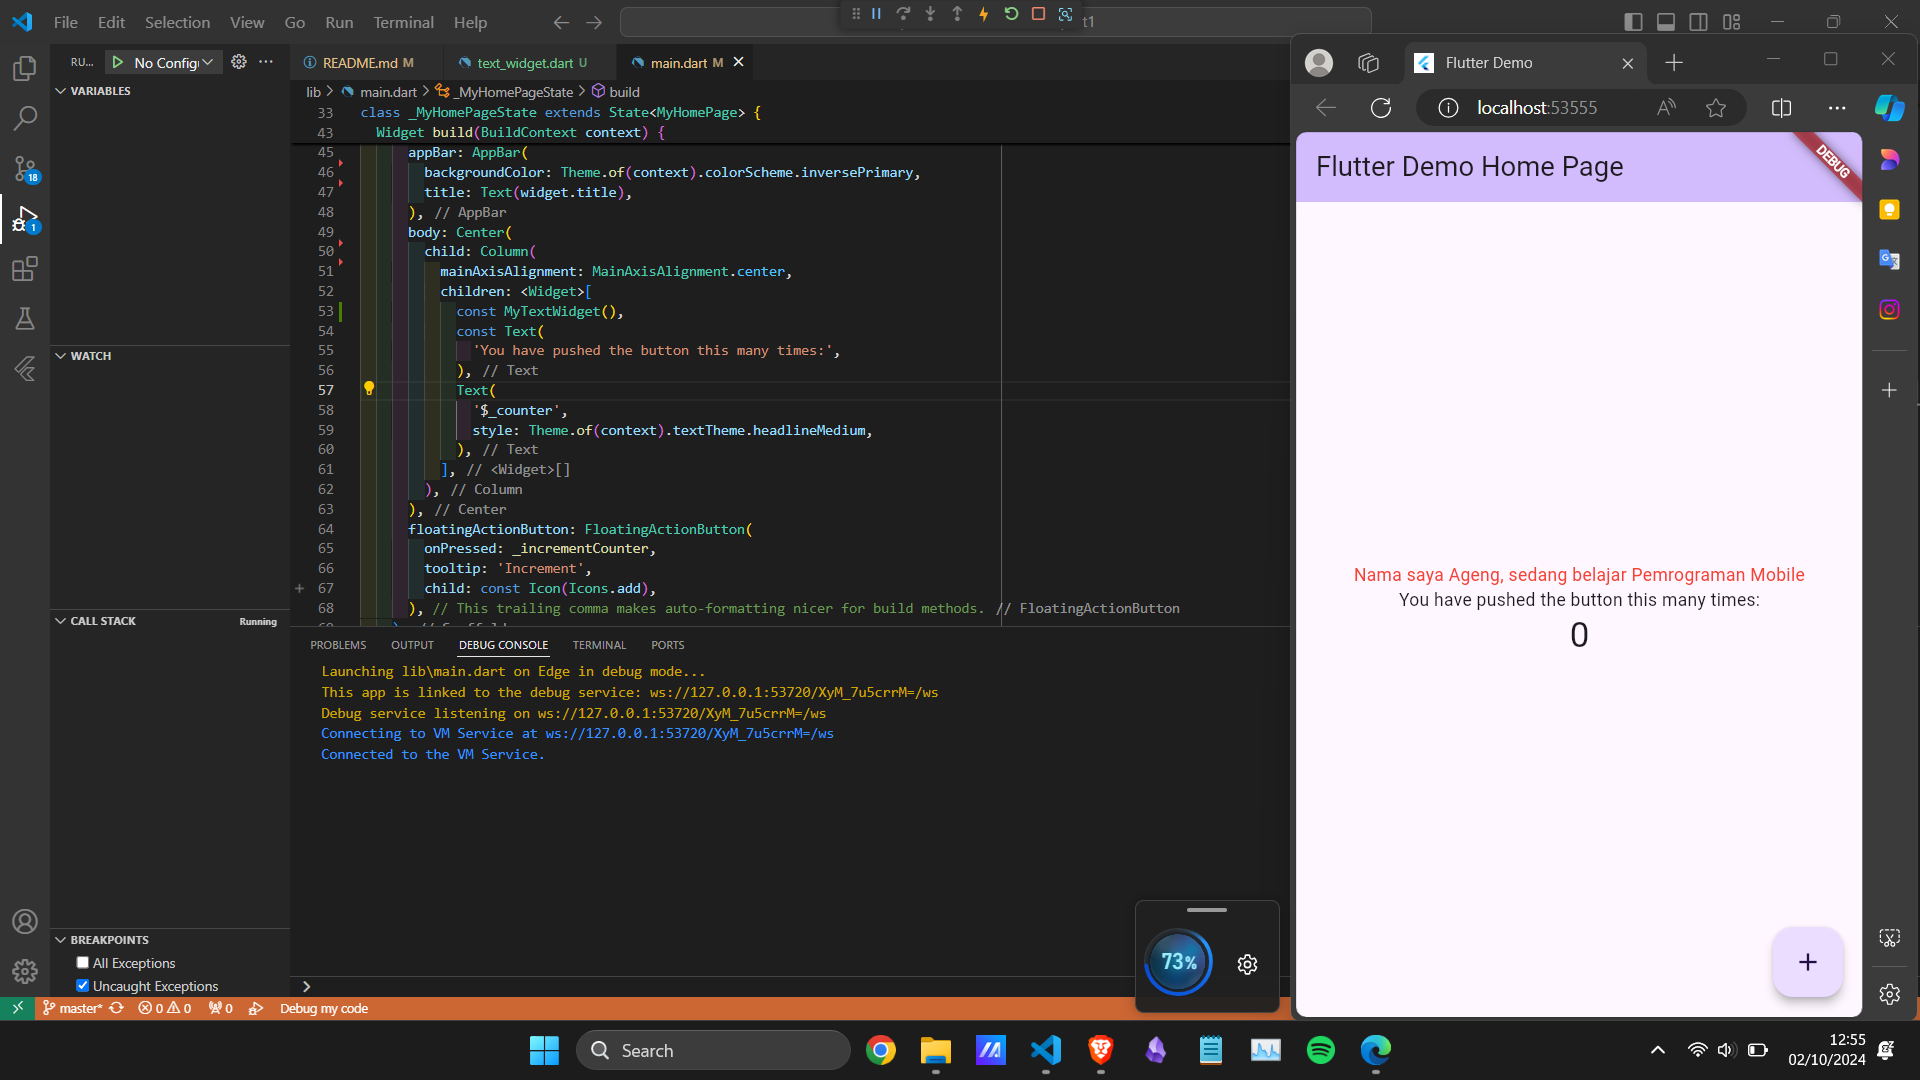 File Edit Selection View Go Run Terminal Help
t1
RU...
No Config
README.md M
text_widget.dart U
main.dart M
VARIABLES
lib > main.dart > _MyHomePageState > build
33 class _MyHomePageState extends State<MyHomePage> {
43 Widget build(BuildContext context) {
45 appBar: AppBar(
46 backgroundColor: Theme.of(context).colorScheme.inversePrimary,
47 title: Text(widget.title),
48 ), // AppBar
49 body: Center(
50 child: Column(
51 mainAxisAlignment: MainAxisAlignment.center,
52 children: <Widget>[
53 const MyTextWidget(),
54 const Text(
55 'You have pushed the button this many times:',
56 ), // Text
57 Text(
58 '$_counter',
59 style: Theme.of(context).textTheme.headlineMedium,
60 ), // Text
61 ], // <Widget>[]
62 ), // Column
63 ), // Center
64 floatingActionButton: FloatingActionButton(
65 onPressed: _incrementCounter,
66 tooltip: 'Increment',
67 child: const Icon(Icons.add),
68 ), // This trailing comma makes auto-formatting nicer for build methods. // FloatingActionButton
18
1
WATCH
CALL STACK
Running
BREAKPOINTS
All Exceptions
Uncaught Exceptions
PROBLEMS OUTPUT DEBUG CONSOLE TERMINAL PORTS
Launching lib\main.dart on Edge in debug mode...
This app is linked to the debug service: ws://127.0.0.1:53720/XyM_7u5crrM=/ws
Debug service listening on ws://127.0.0.1:53720/XyM_7u5crrM=/ws
Connecting to VM Service at ws://127.0.0.1:53720/XyM_7u5crrM=/ws
Connected to the VM Service.
73%
master* 0 0 0 Debug my code
Flutter Demo
localhost:53555
Flutter Demo Home Page
DEBUG
Nama saya Ageng, sedang belajar Pemrograman Mobile
You have pushed the button this many times:
0
+
Search
12:55
02/10/2024